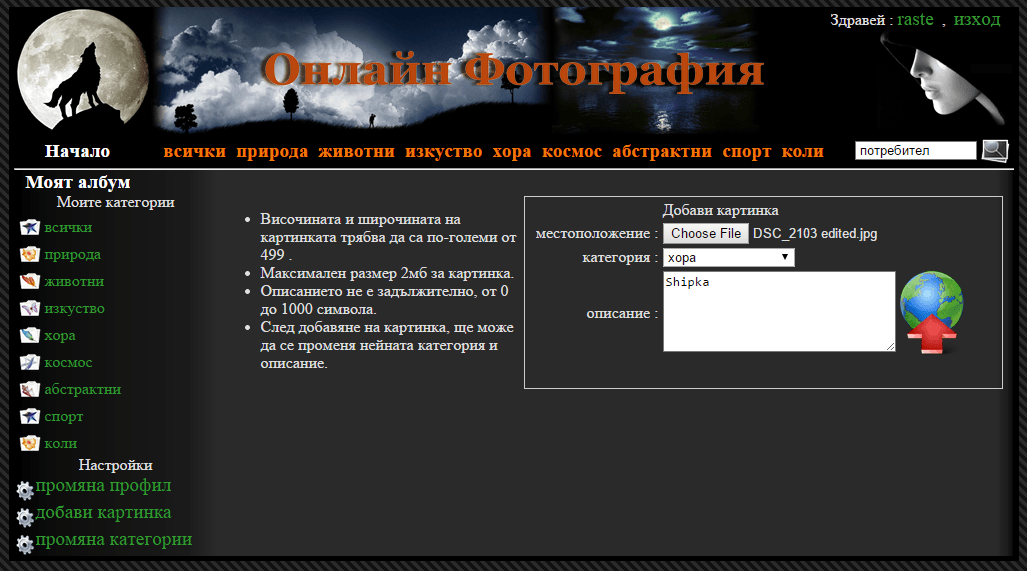 Здравей : raste , изход
Онлайн Фотография
Начало
всички природа животни изкуство хора космос абстрактни спорт коли
потребител
Моят албум
Моите категории
всички
природа
животни
изкуство
хора
космос
абстрактни
спорт
коли
Настройки
промяна профил
добави картинка
промяна категории
Височината и широчината на
картинката трябва да са по-големи от
499 .
Максимален размер 2мб за картинка.
Описанието не е задължително, от 0
до 1000 символа.
След добавяне на картинка, ще може
да се променя нейната категория и
описание.
Добави картинка
местоположение : Choose File DSC_2103 edited.jpg
категория : хора
описание : Shipka